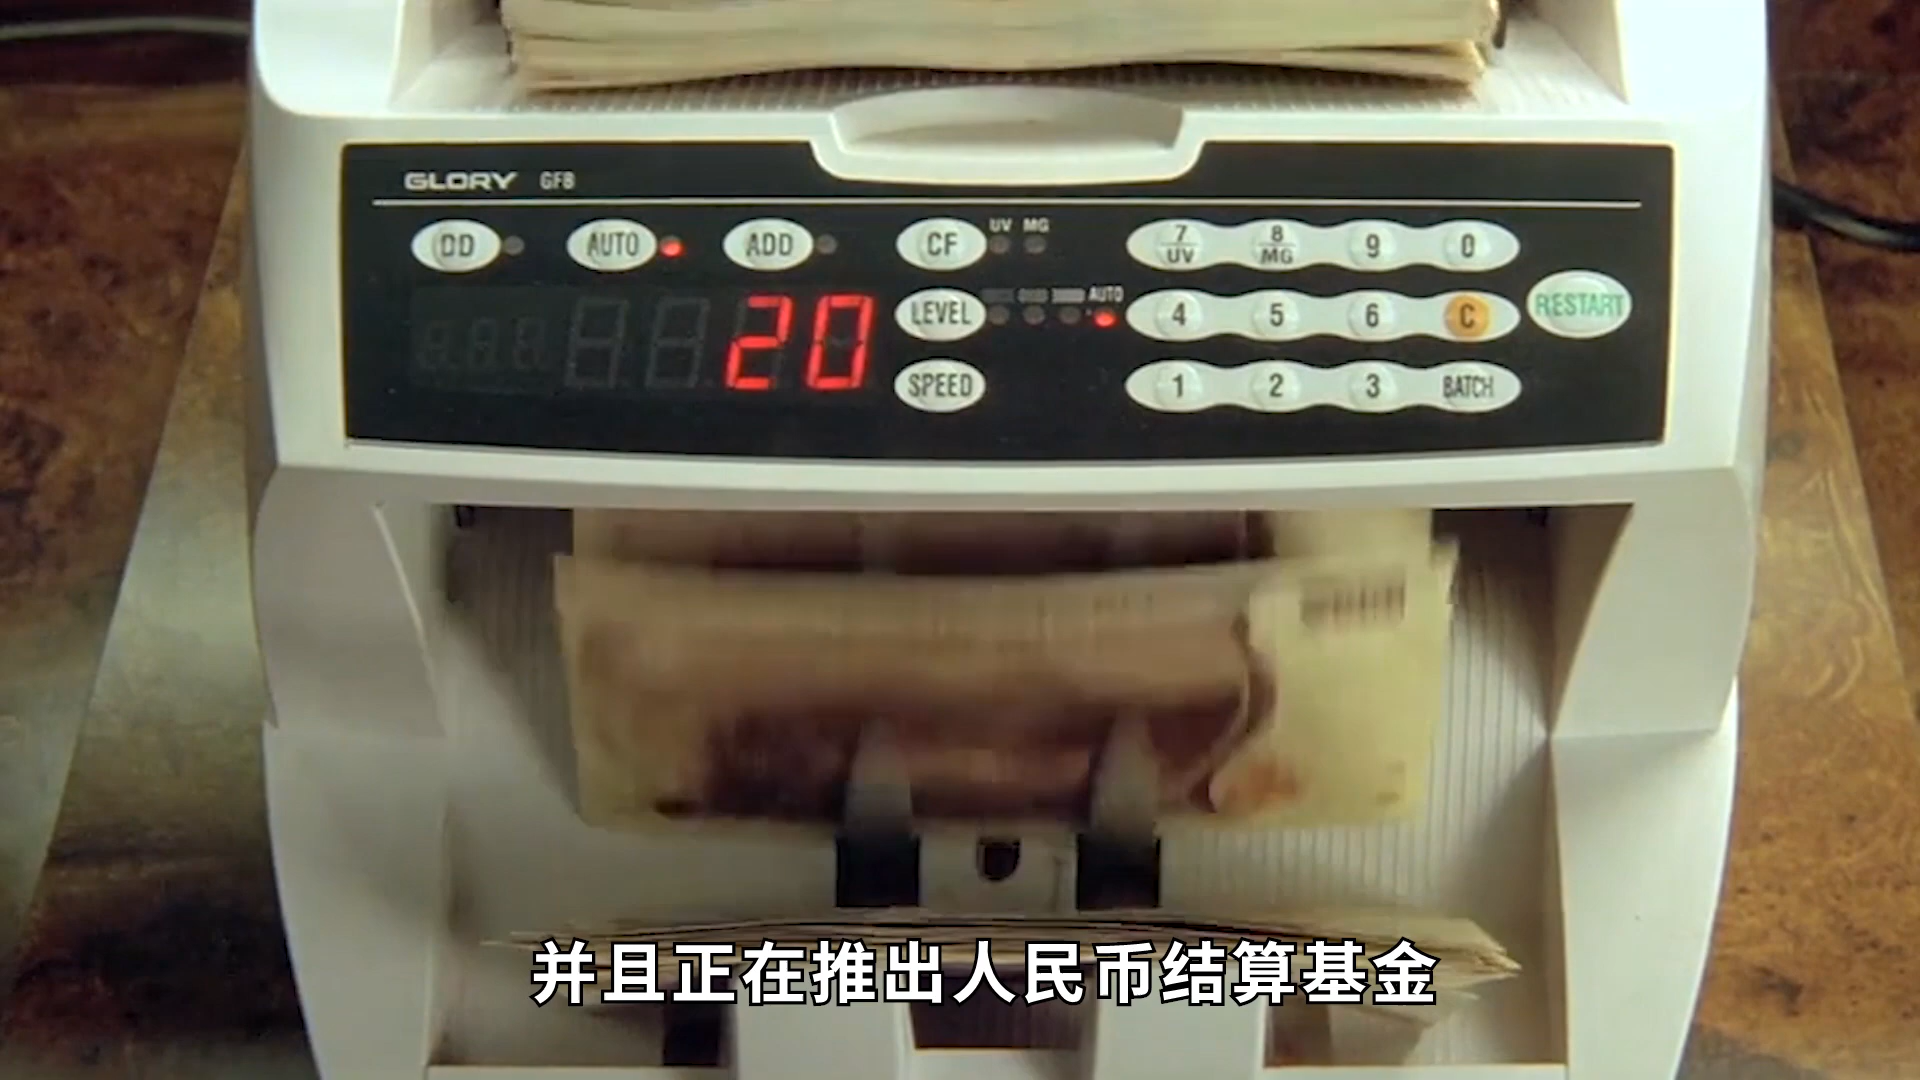 GLORY GFB
DD AUTO ADD CF UV MG 7 UV 8 MG 9 0
20 LEVEL AUTO 4 5 6 C RESTART
SPEED 1 2 3 BATCH
并且正在推出人民币结算基金